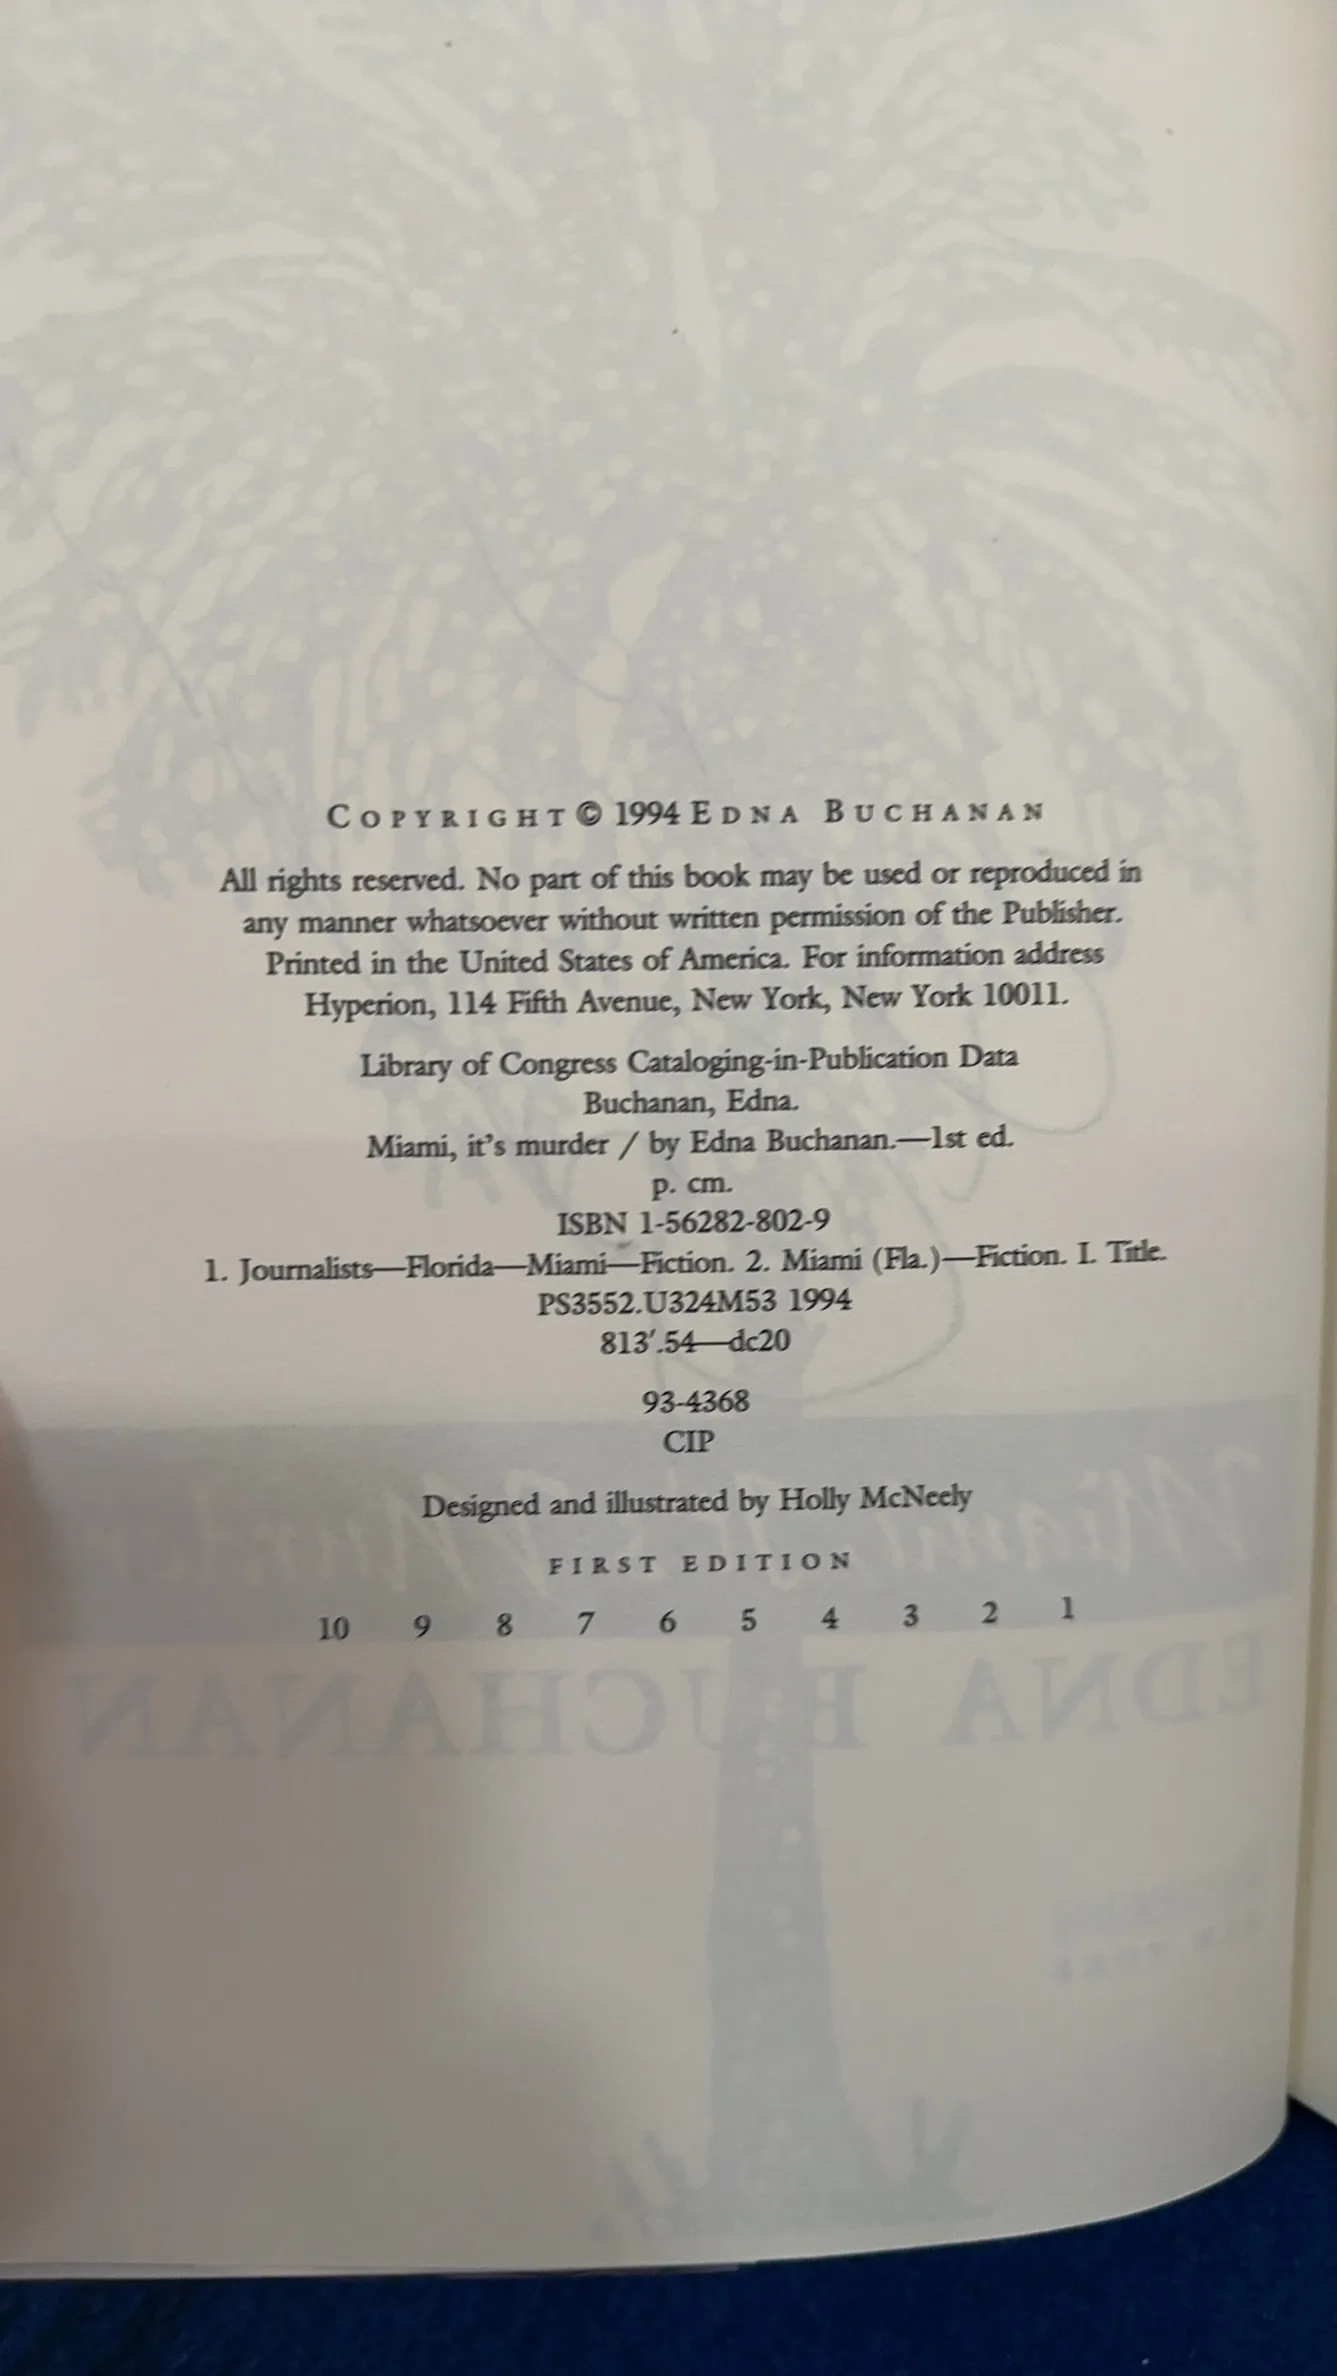 COPYRIGHT © 1994 EDNA BUCHANAN
All rights reserved. No part of this book may be used or reproduced in
any manner whatsoever without written permission of the Publisher.
Printed in the United States of America. For information address
Hyperion, 114 Fifth Avenue, New York, New York 10011.
Library of Congress Cataloging-in-Publication Data
Buchanan, Edna.
Miami, it's murder / by Edna Buchanan.—1st ed.
p. cm.
ISBN 1-56282-802-9
1. Journalists—Florida—Miami—Fiction. 2. Miami (Fla.)—Fiction. I. Title.
PS3552.U324M53 1994
813'.54—dc20
93-4368
CIP
Designed and illustrated by Holly McNeely
FIRST EDITION
10 9 8 7 6 5 4 3 2 1
EDNA BUCHANAN